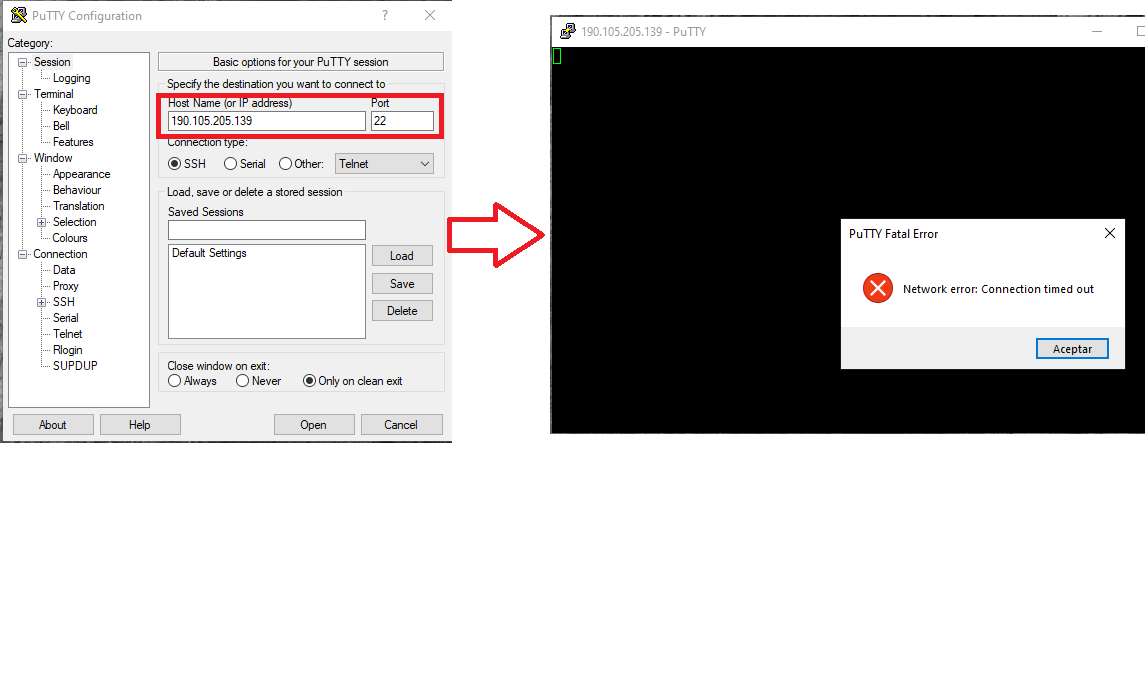 PuTTY Configuration
?
Category:
Session
Logging
Terminal
Keyboard
Bell
Features
Window
Appearance
Behaviour
Translation
Selection
Colours
Connection
Data
Proxy
SSH
Serial
Telnet
Rlogin
SUPDUP
Basic options for your PuTTY session
Specify the destination you want to connect to
Host Name (or IP address) Port
190.105.205.139 22
Connection type:
SSH Serial Other: Telnet
Load, save or delete a stored session
Saved Sessions
Default Settings
Load
Save
Delete
Close window on exit:
Always Never Only on clean exit
About Help Open Cancel
190.105.205.139 - PuTTY
PuTTY Fatal Error
Network error: Connection timed out
Aceptar